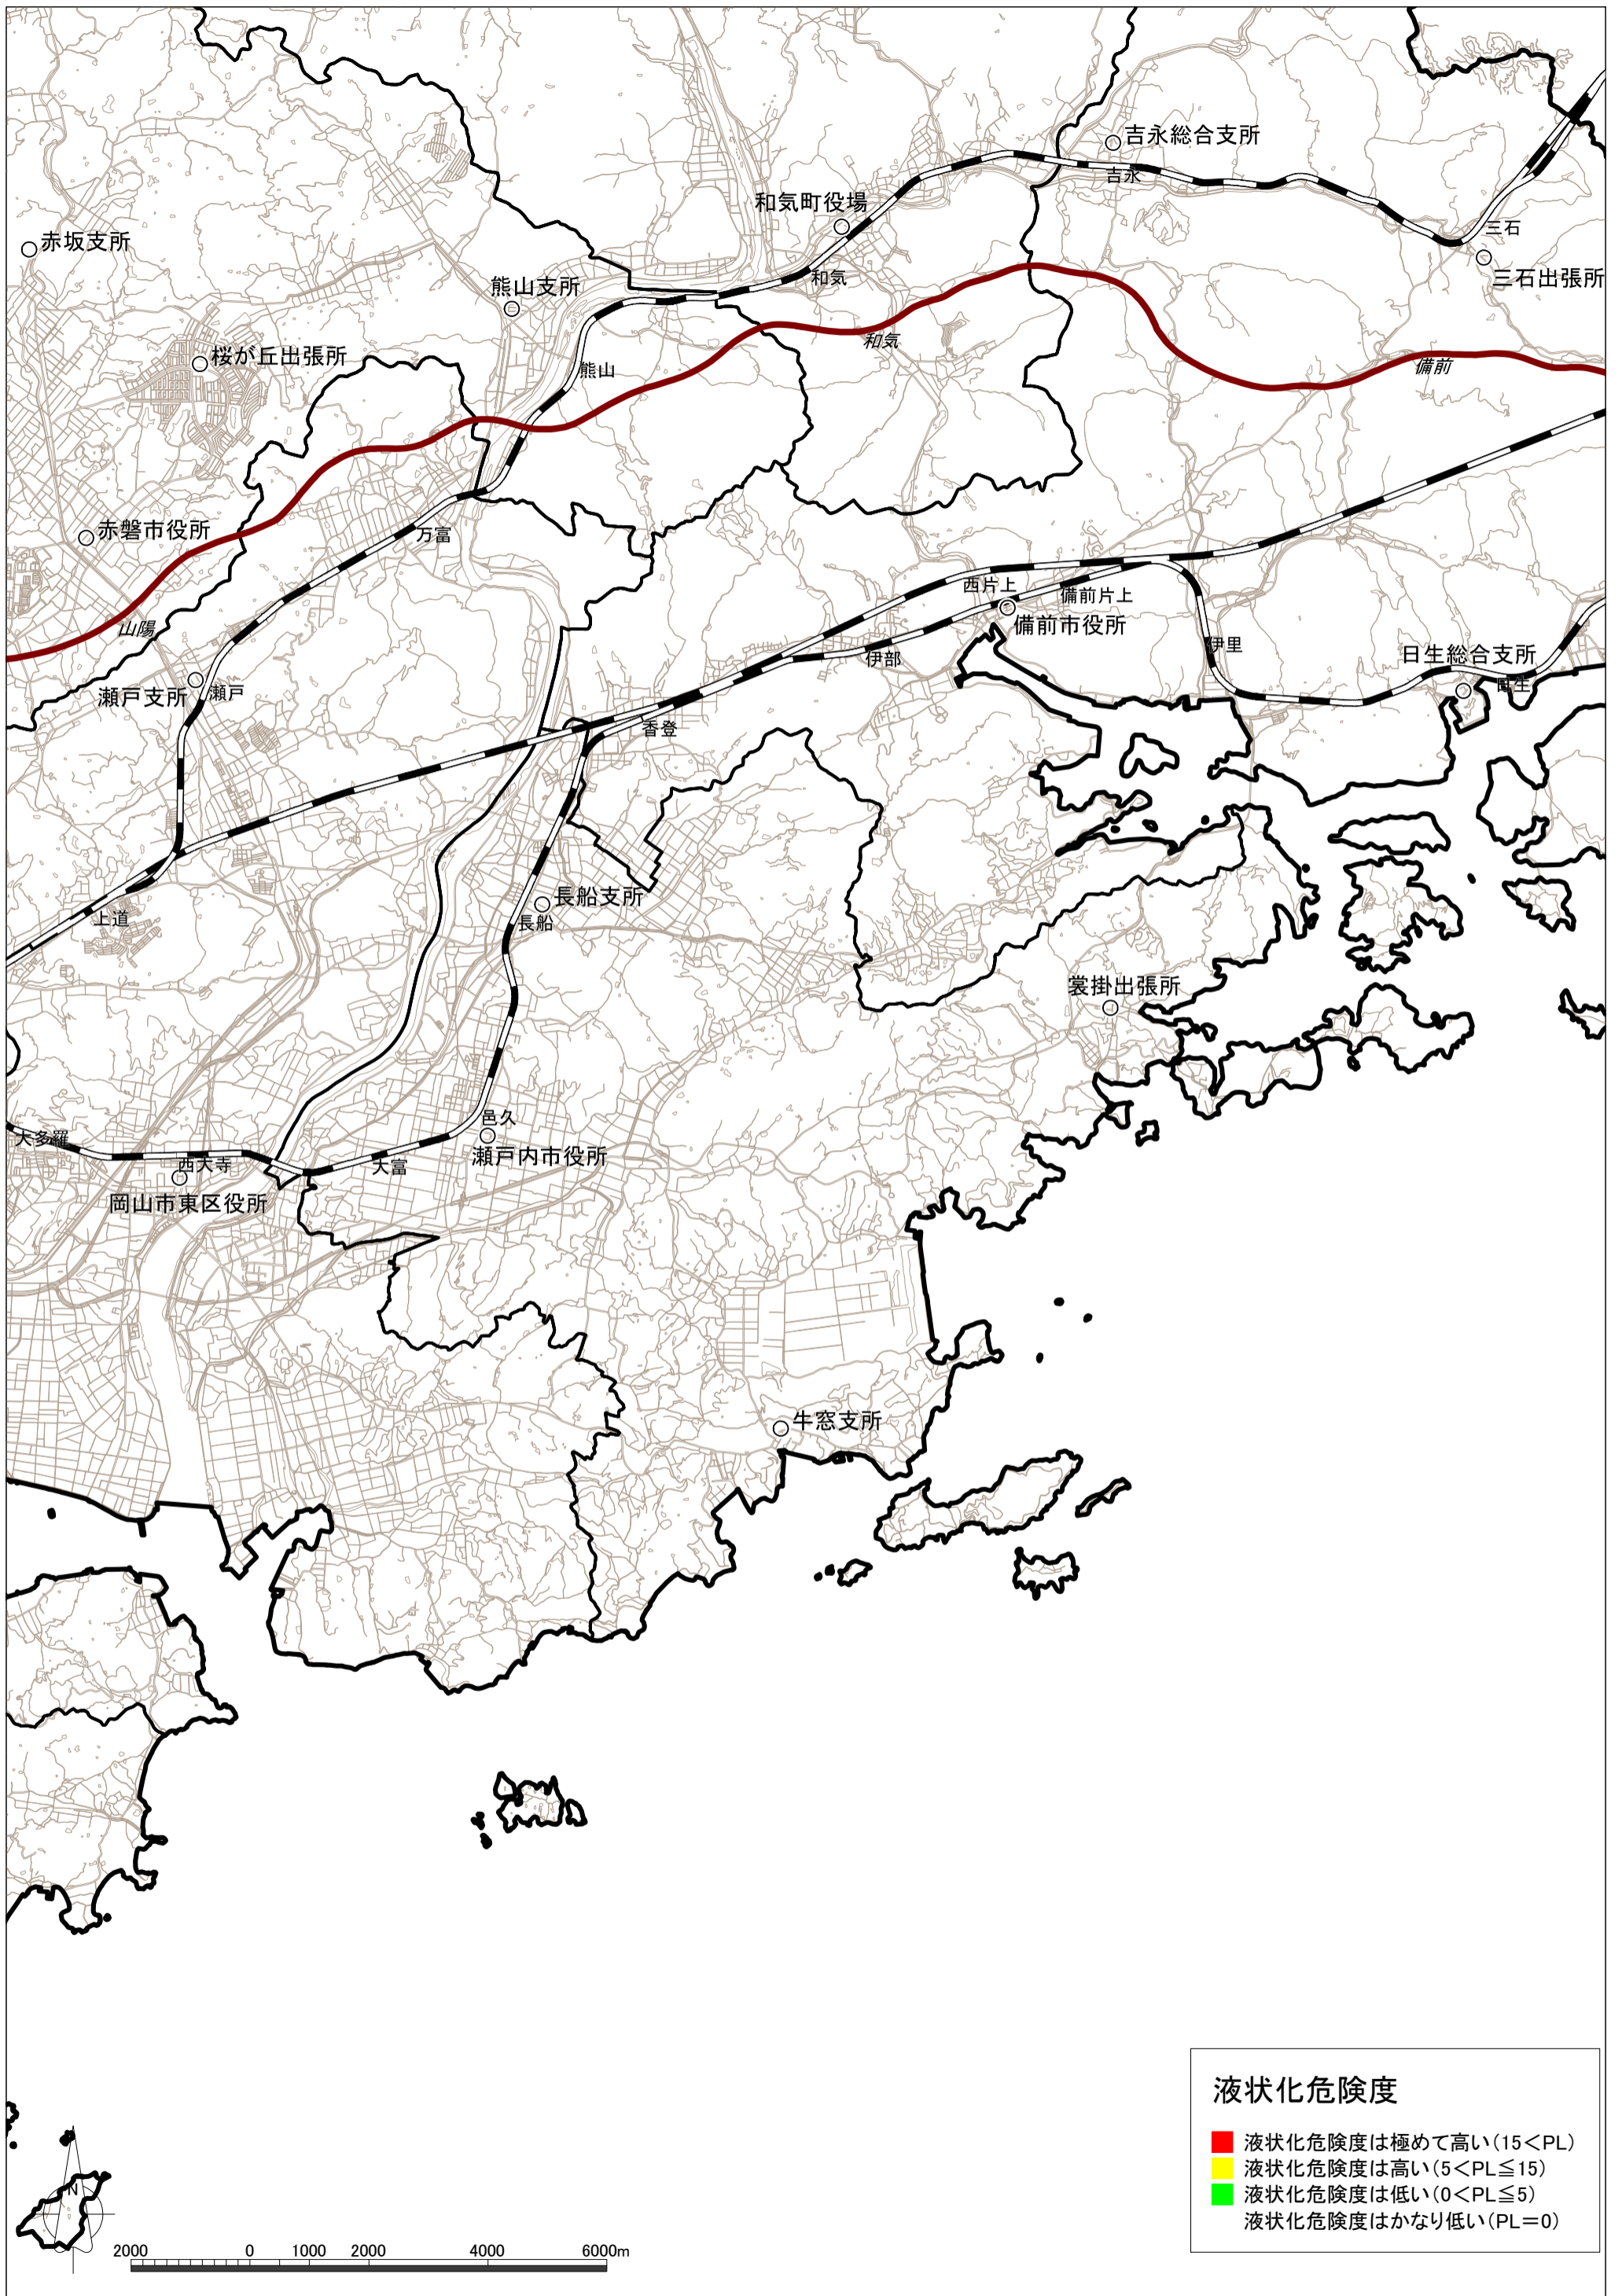 吉永総合支所
吉永
和気町役場
三石
赤坂支所
和気
三石出張所
熊山支所
和気
桜が丘出張所
熊山
備前
赤磐市役所
万富
西片上
備前片上
山陽
備前市役所
伊部
伊里
日生総合支所
瀬戸支所
瀬戸
日生
香登
長船支所
上道
長船
裳掛出張所
邑久
大多羅
西大寺
大富
瀬戸内市役所
岡山市東区役所
牛窓支所
液状化危険度
液状化危険度は極めて高い(15<PL)
液状化危険度は高い(5<PL≦15)
液状化危険度は低い(0<PL≦5)
液状化危険度はかなり低い(PL=0)
N
2000 0 1000 2000 4000 6000m